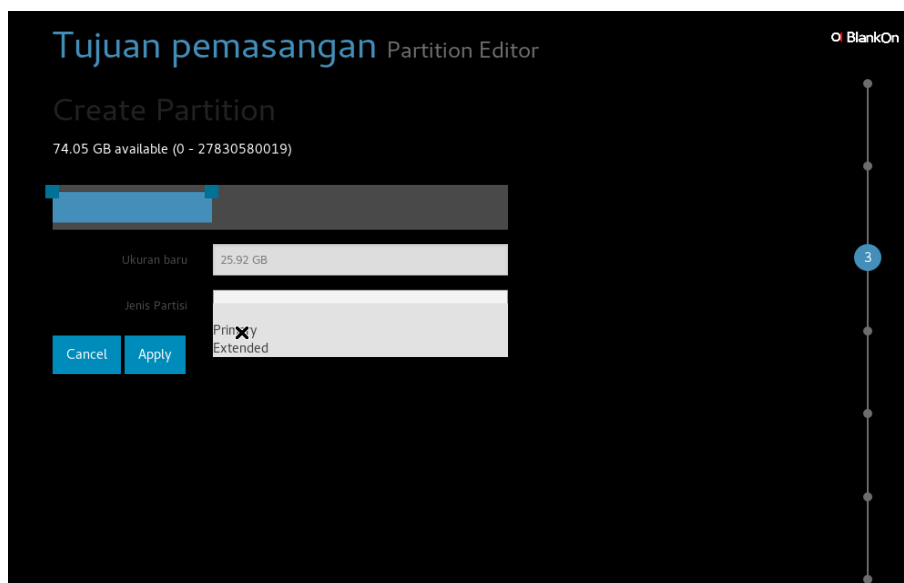 Tujuan pemasangan Partition Editor
BlankOn
Create Partition
74.05 GB available (0 - 27830580019)
3
Ukuran baru 25.92 GB
Jenis Partisi
Extended
Cancel Apply